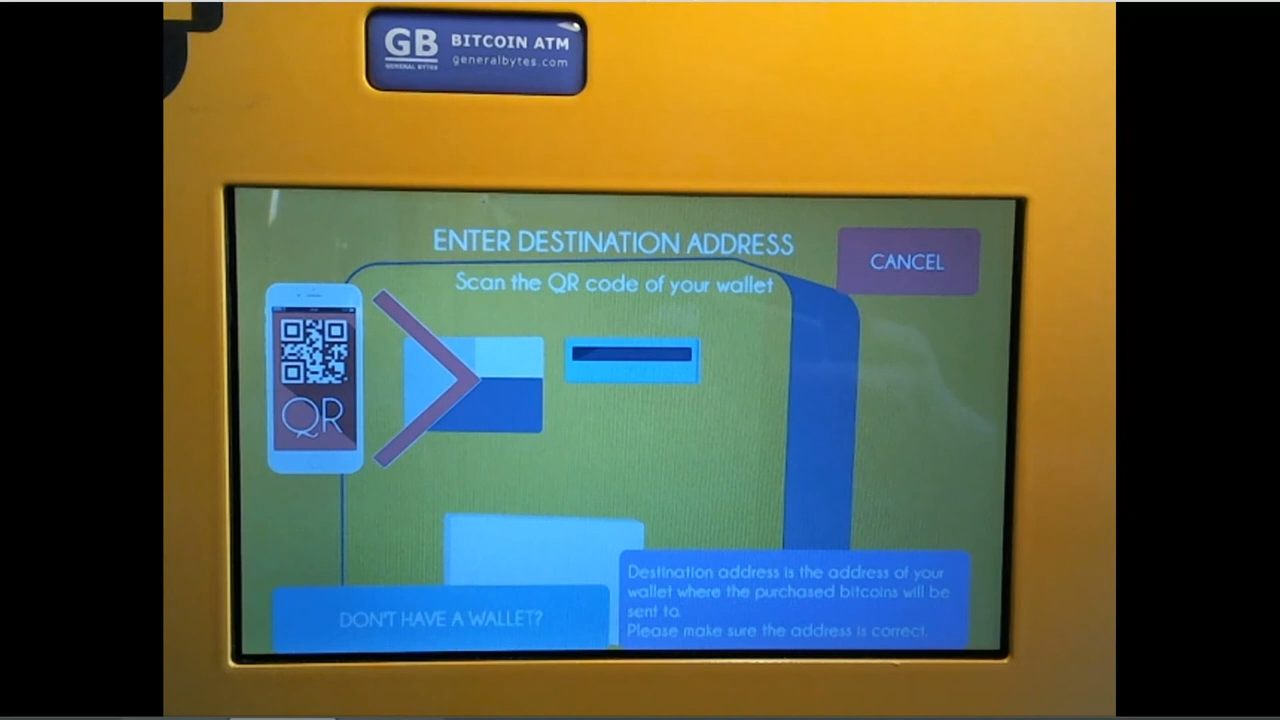 GB BITCOIN ATM
GENERAL BYTES generalbytes.com
ENTER DESTINATION ADDRESS
CANCEL
Scan the QR code of your wallet
QR
Destination address is the address of your
wallet where the purchased bitcoins will be
sent to.
Please make sure the address is correct.
DON'T HAVE A WALLET?